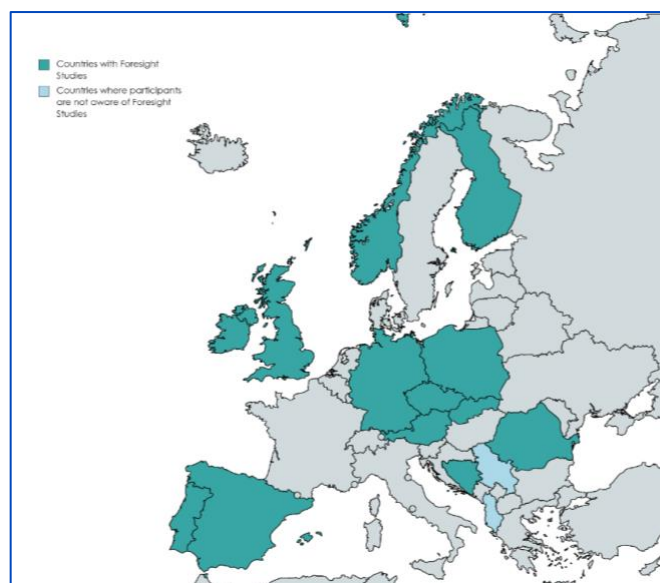 Countries with Foresight
Studies
Countries where participants
are not aware of Foresight
Studies